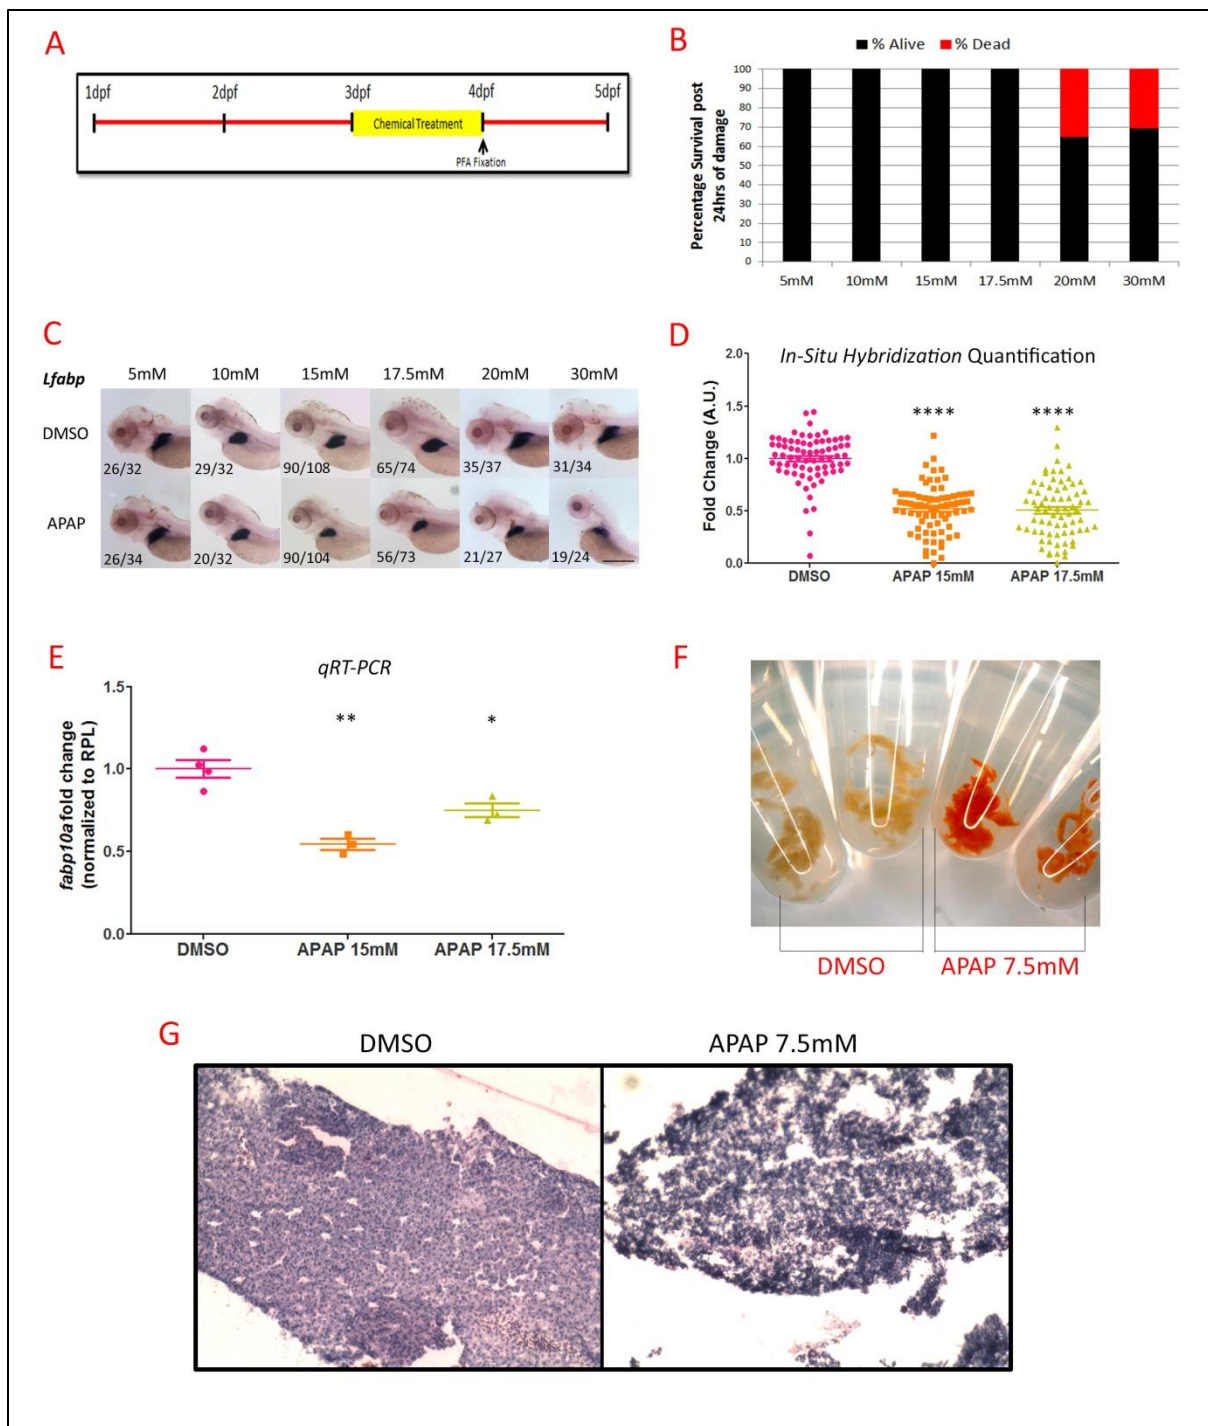 A
1dpf 2dpf 3dpf 4dpf 5dpf
Chemical Treatment
PFA Fixation
B
% Alive % Dead
Percentage Survival post
24hrs of damage
100
90
80
70
60
50
40
30
20
10
0
5mM 10mM 15mM 17.5mM 20mM 30mM
C
Lfabp 5mM 10mM 15mM 17.5mM 20mM 30mM
DMSO
26/32 29/32 90/108 65/74 35/37 31/34
APAP
26/34 20/32 90/104 56/73 21/27 19/24
D
In-Situ Hybridization Quantification
Fold Change (A.U.)
2.0
1.5
1.0
0.5
0.0
**** ****
DMSO APAP 15mM APAP 17.5mM
E
qRT-PCR
fabp10a fold change
(normalized to RPL)
1.5
1.0
0.5
0.0
** *
DMSO APAP 15mM APAP 17.5mM
F
DMSO APAP 7.5mM
G
DMSO APAP 7.5mM